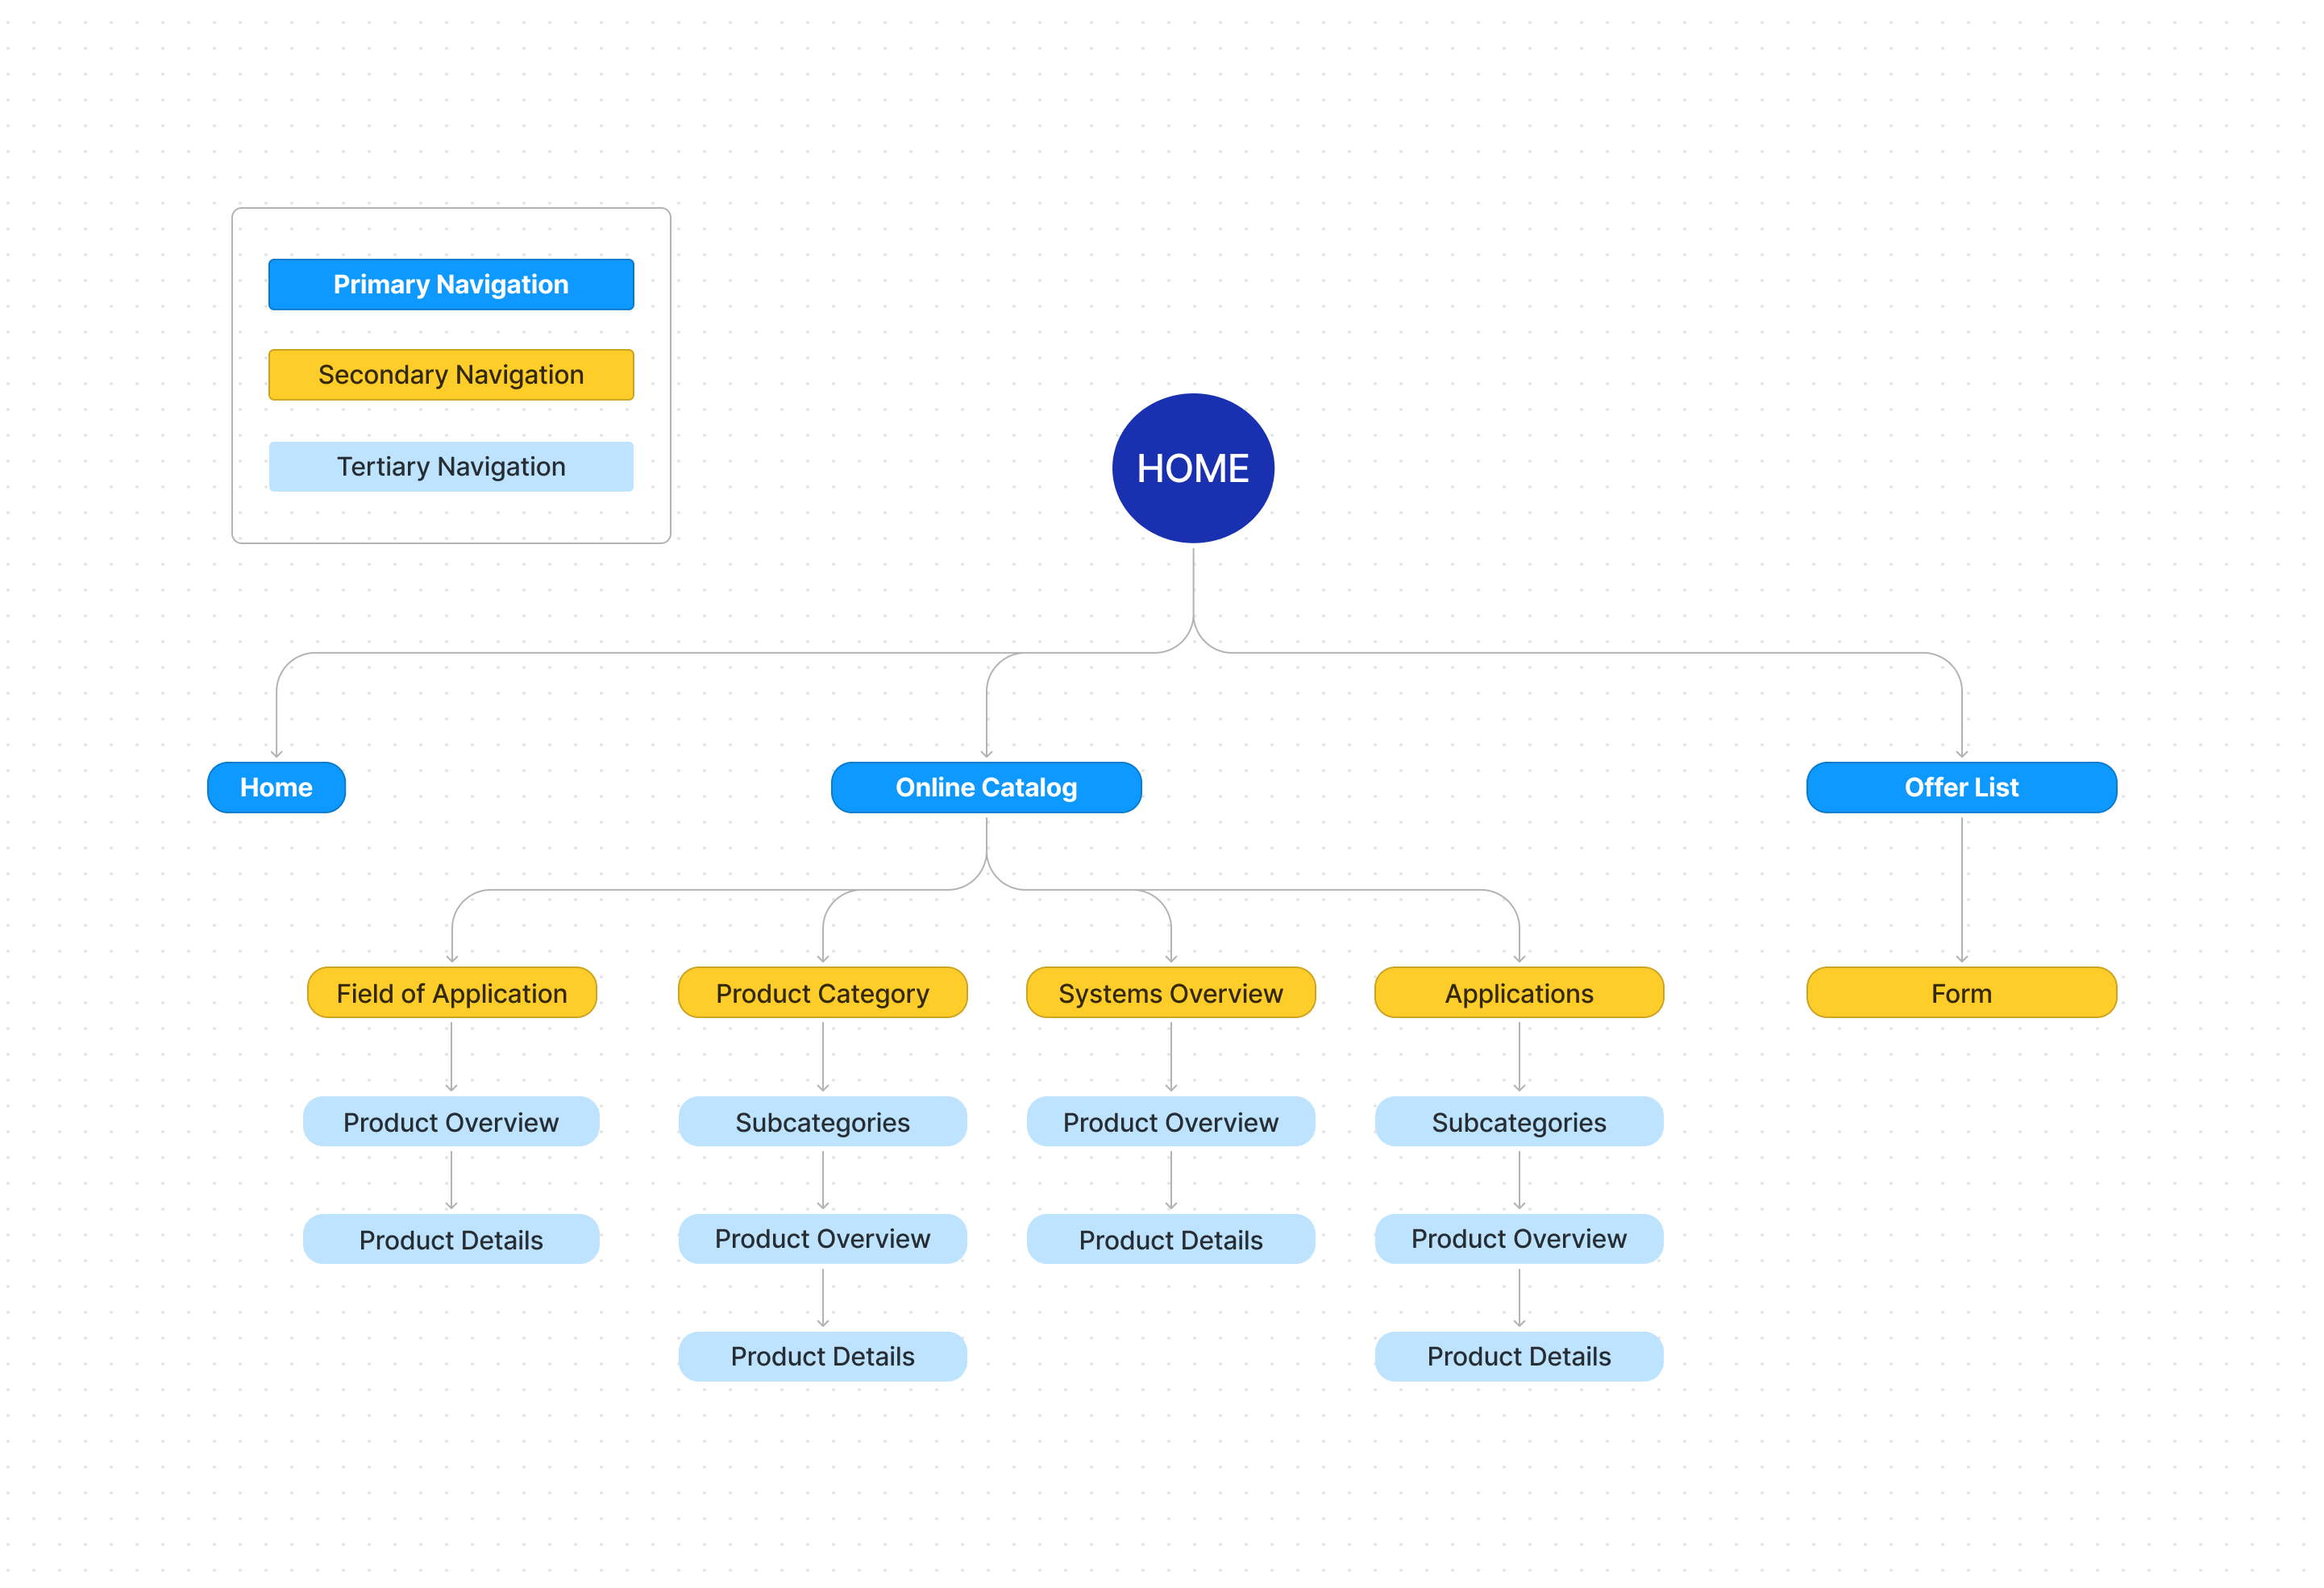 Primary Navigation
Secondary Navigation
Tertiary Navigation
HOME
Home
Online Catalog
Offer List
Field of Application
Product Category
Systems Overview
Applications
Form
Product Overview
Subcategories
Product Overview
Subcategories
Product Details
Product Overview
Product Details
Product Overview
Product Details
Product Details